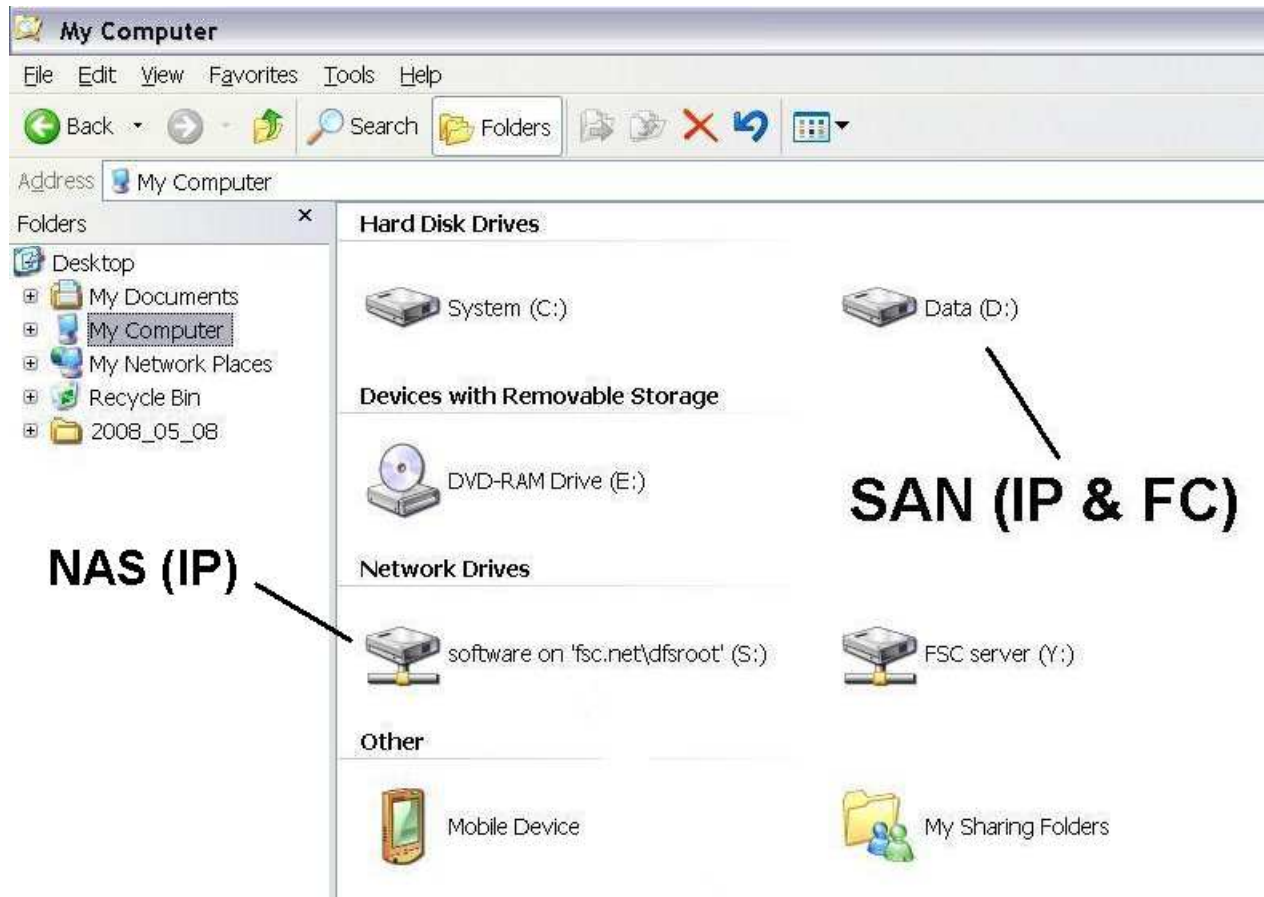 My Computer
File Edit View Favorites Tools Help
Back Search Folders
Address My Computer
Folders x
Desktop
My Documents
My Computer
My Network Places
Recycle Bin
2008_05_08
Hard Disk Drives
System (C:) Data (D:)
Devices with Removable Storage
DVD-RAM Drive (E:)
SAN (IP & FC)
NAS (IP)
Network Drives
software on 'fsc.net\dfsroot' (S:) FSC server (Y:)
Other
Mobile Device My Sharing Folders